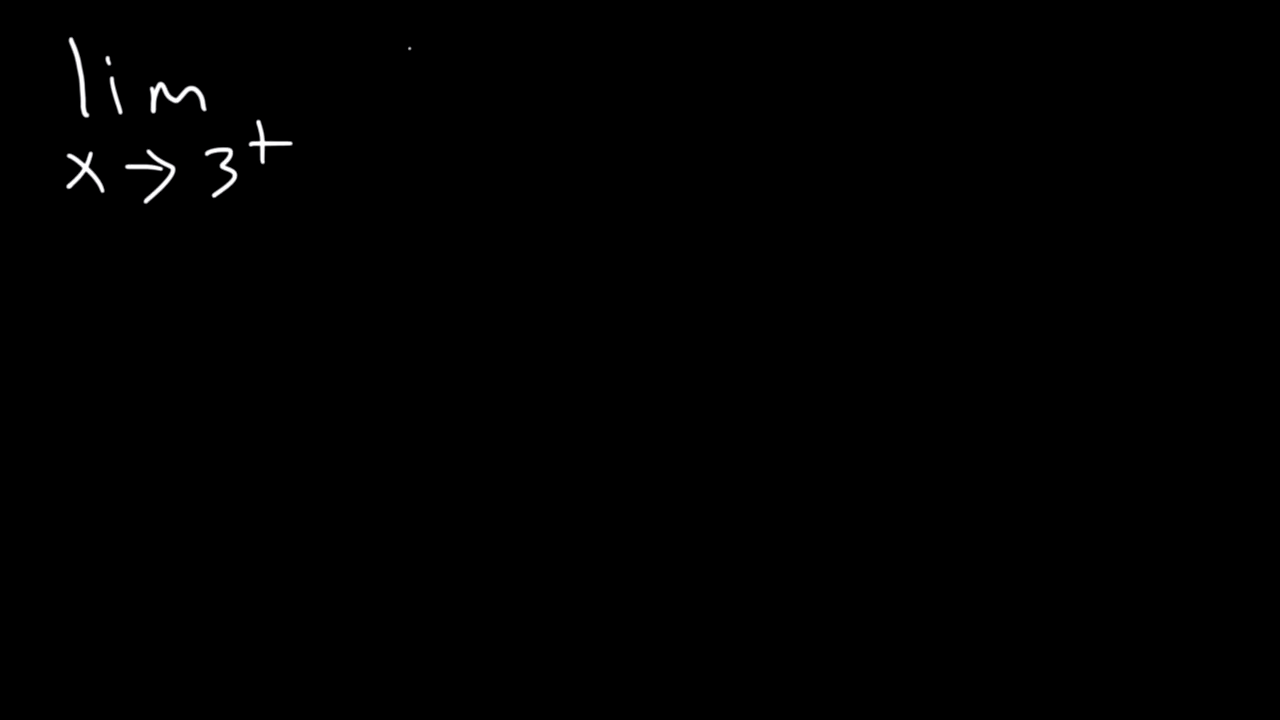 lim
x → 3⁺